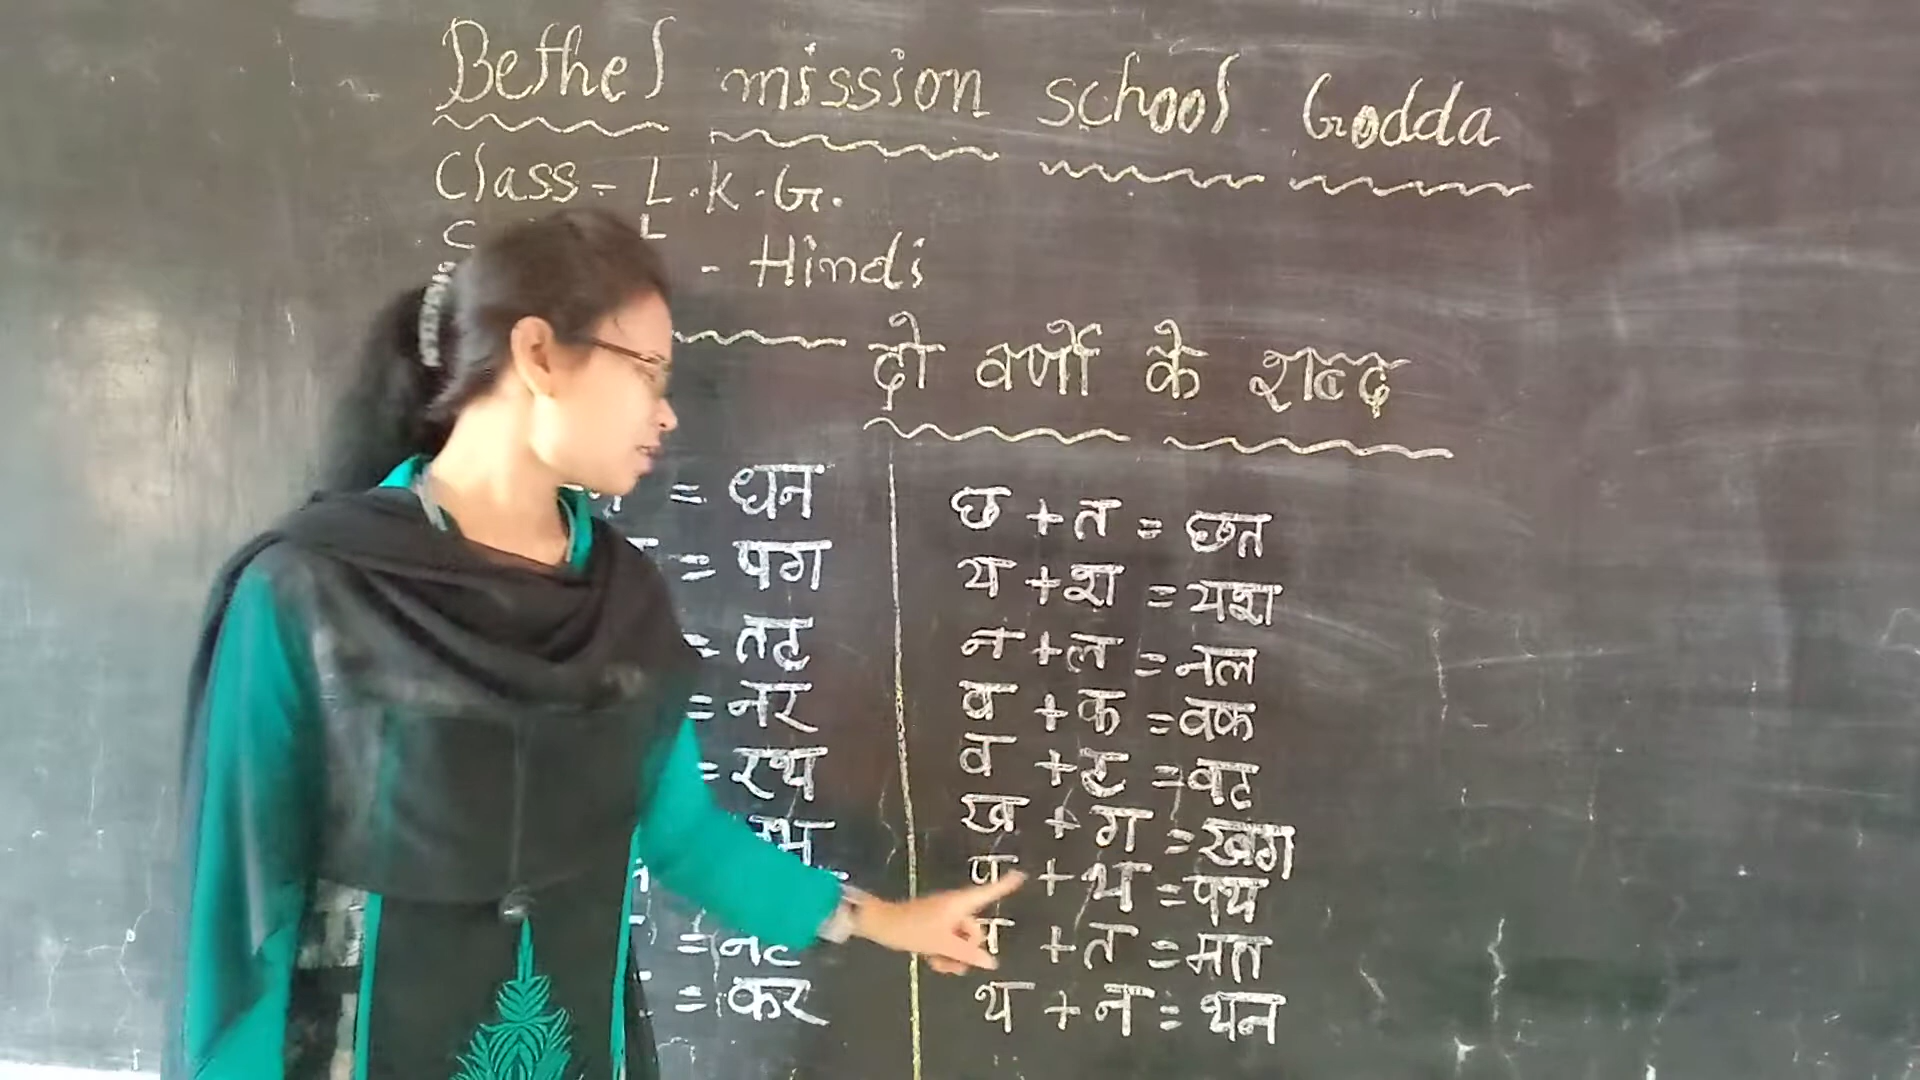 Bethel mission school Godda
Class - L.K.G.
- Hindi
दो वर्णों के शब्द
= धन
= पग
= तट
= नर
= रथ
= कर
छ + त = छत
य + श = यश
न + ल = नल
व + क = वक
व + ट = वट
ख + ग = खग
प + थ = पथ
+ त = मत
थ + न = थन